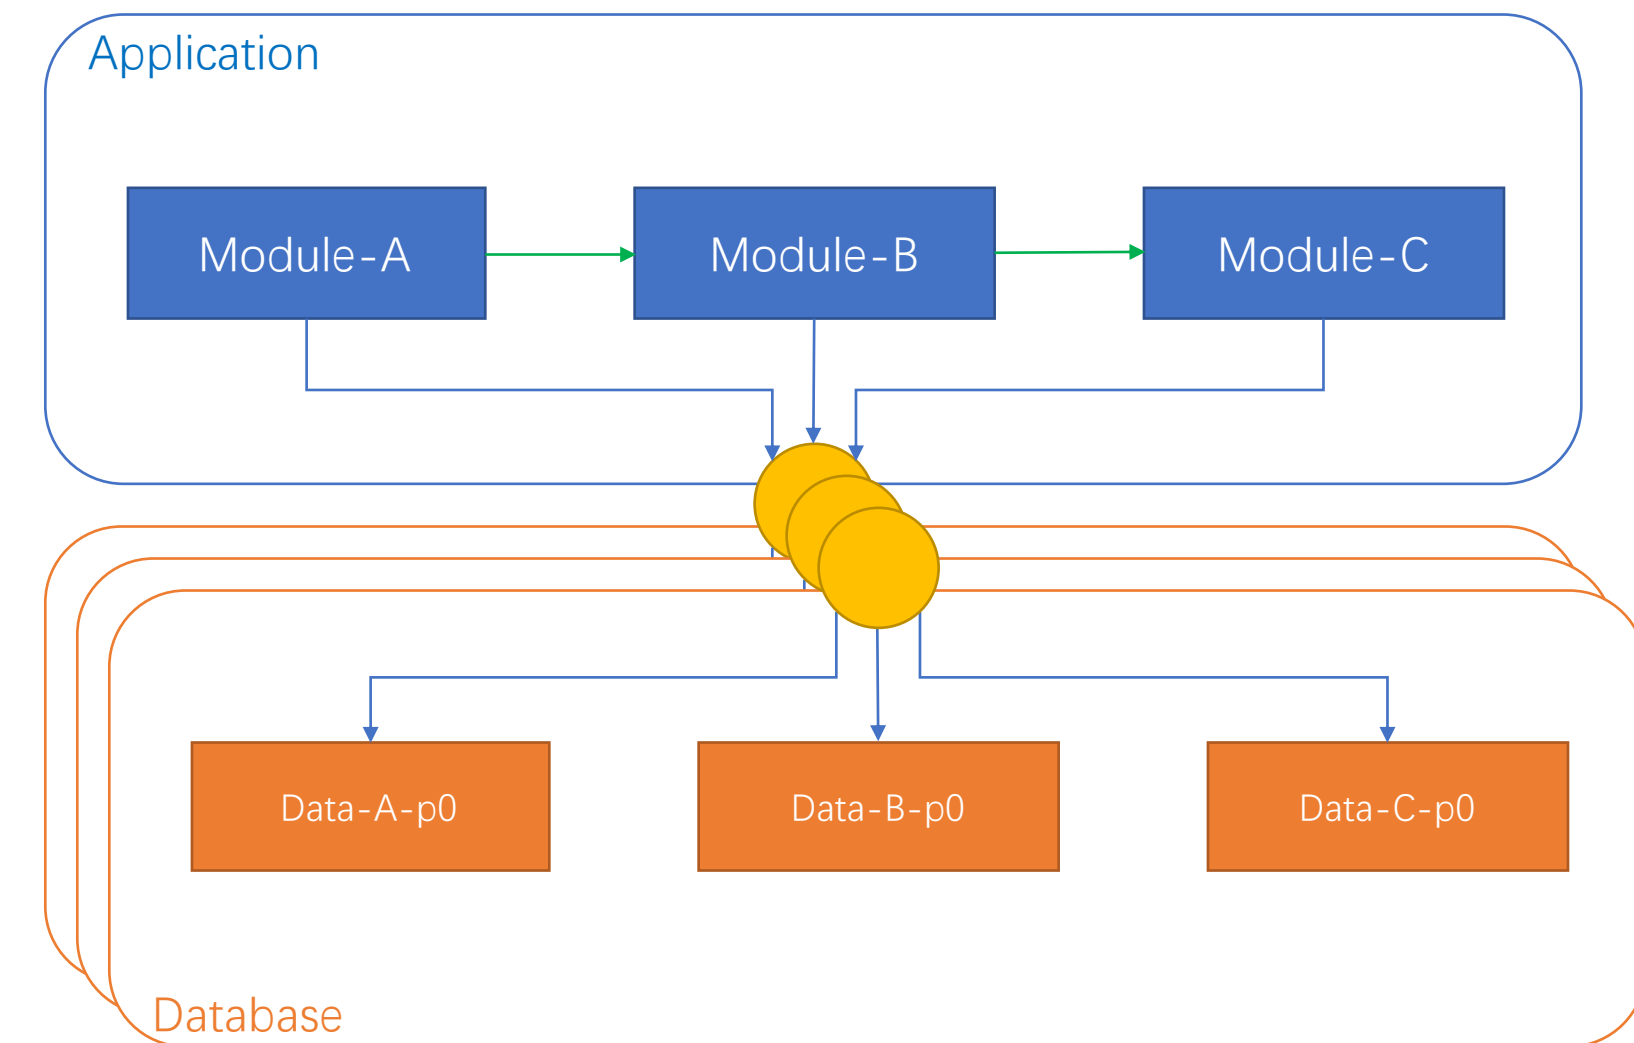 Application
Module-A
Module-B
Module-C
Data-A-p0
Data-B-p0
Data-C-p0
Database